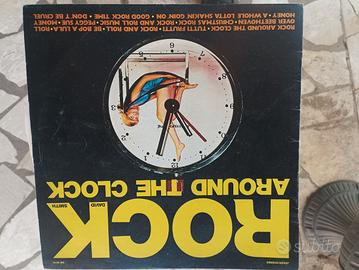 ROCK
DAVID SMITH
AROUND THE CLOCK
ROCK AROUND THE CLOCK · TUTTI FRUTTI · ROCK AND ROLL · BE BOP A LULA · ROLL
OVER BEETHOVEN · CHRISTMAS ROCK · ROCK AND ROLL MUSIC · PEGGY SUE ·
HONEY · A WHOLE LOTTA SHAKIN' GOIN' ON · GOOD ROCK TIME · DON'T BE CRUEL
subito